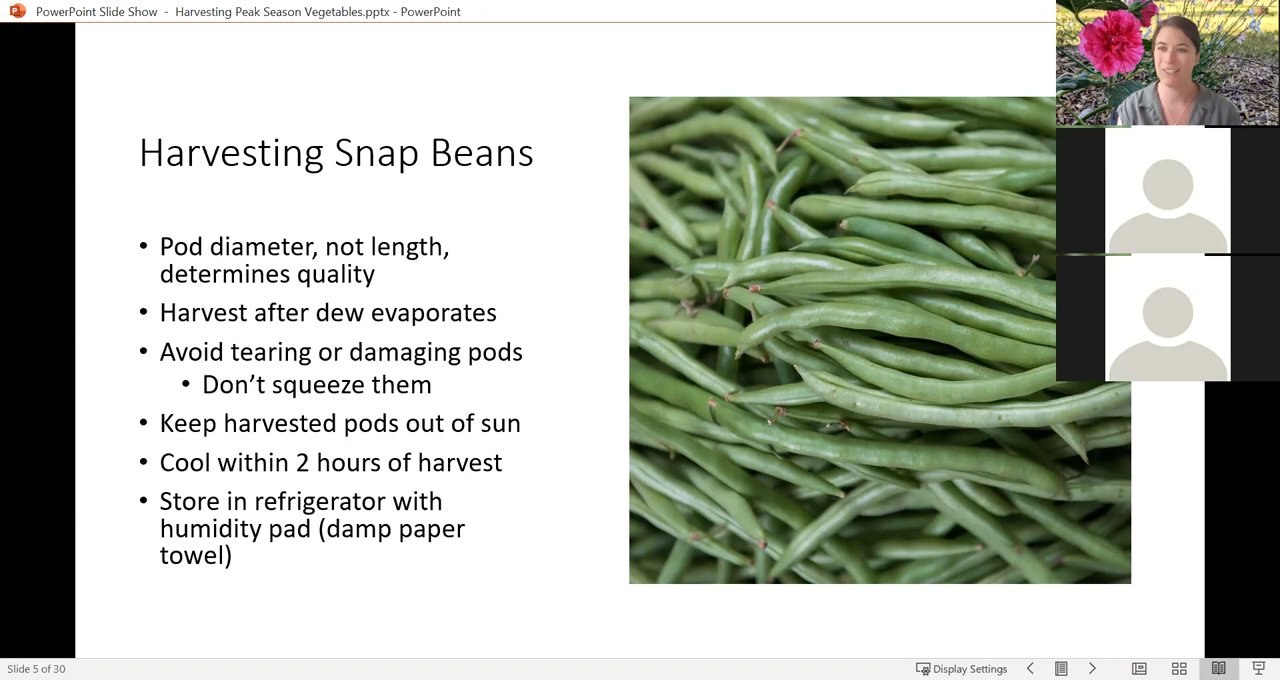 PowerPoint Slide Show - Harvesting Peak Season Vegetables.pptx - PowerPoint
Harvesting Snap Beans
• Pod diameter, not length,
determines quality
• Harvest after dew evaporates
• Avoid tearing or damaging pods
• Don’t squeeze them
• Keep harvested pods out of sun
• Cool within 2 hours of harvest
• Store in refrigerator with
humidity pad (damp paper
towel)
Slide 5 of 30
Display Settings